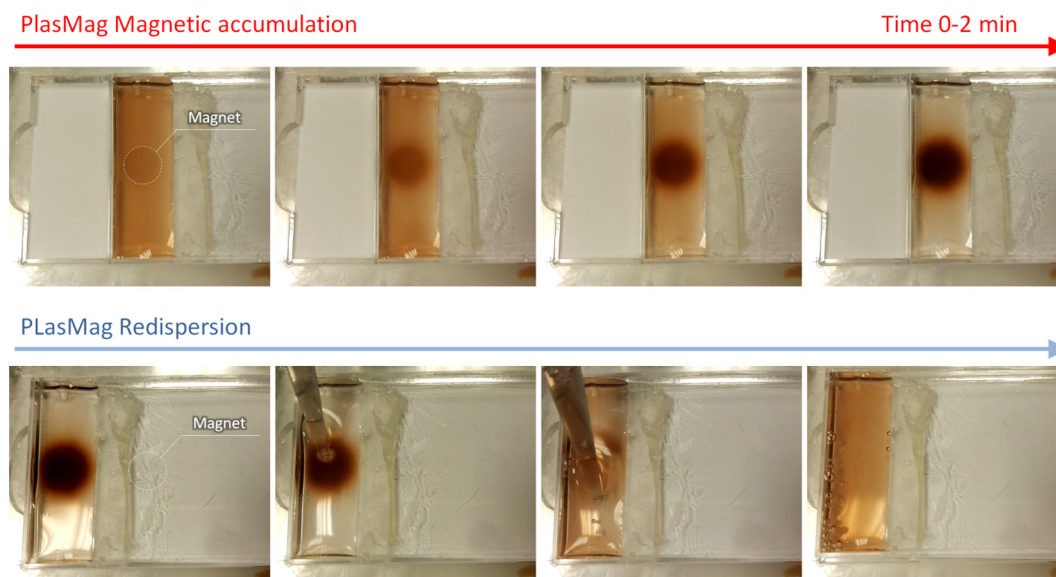 PlasMag Magnetic accumulation
Time 0-2 min
Magnet
PLasMag Redispersion
Magnet